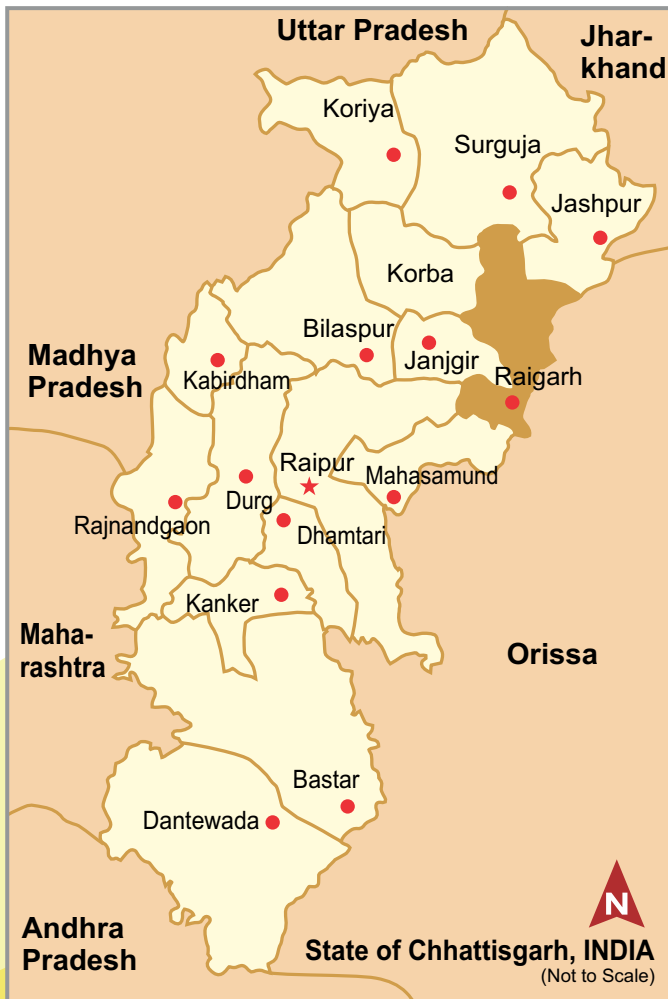 Uttar Pradesh
Jhar-
khand
Koriya
Surguja
Jashpur
Korba
Bilaspur
Janjgir
Madhya
Pradesh
Kabirdham
Raigarh
Raipur
Mahasamund
Durg
Rajnandgaon
Dhamtari
Kanker
Maha-
rashtra
Orissa
Bastar
Dantewada
N
Andhra
Pradesh
State of Chhattisgarh, INDIA
(Not to Scale)